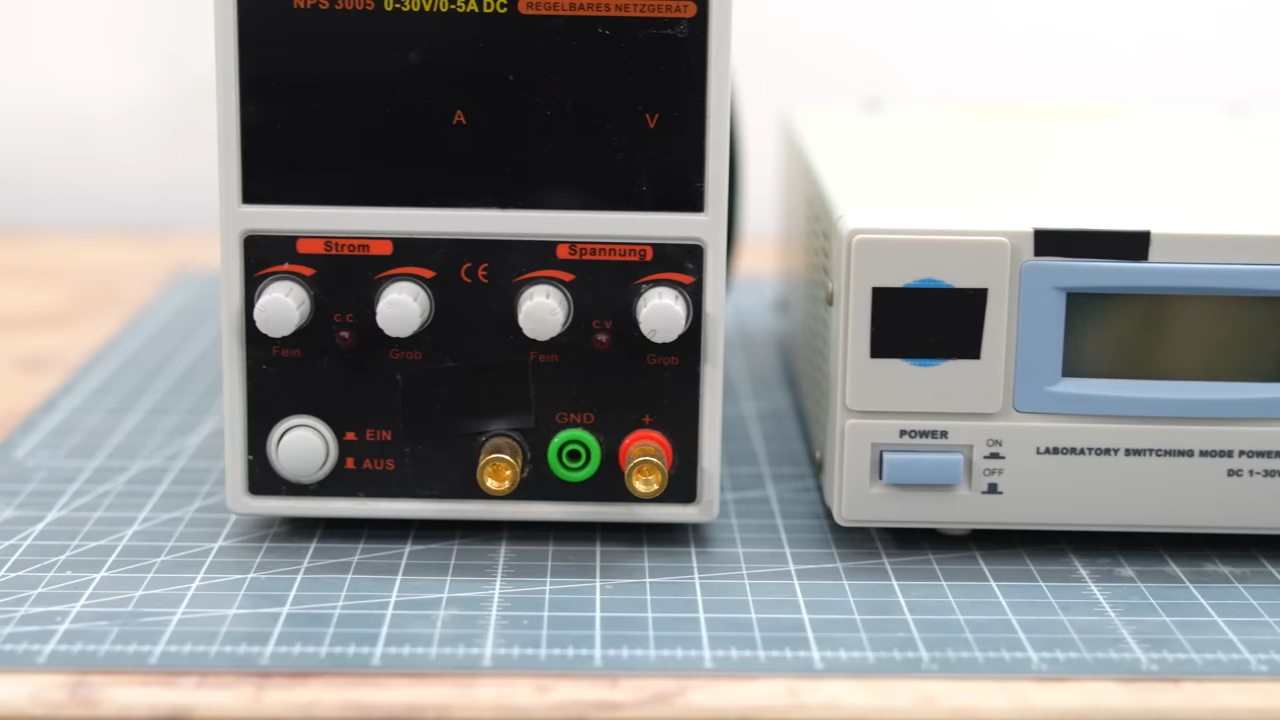 NPS 3005 0-30V/0-5A DC REGELBARES NETZGERÄT
A V
Strom Spannung
CE
C.C. C.V.
Fein Grob Fein Grob
GND +
EIN
AUS
POWER
ON
OFF
LABORATORY SWITCHING MODE POWER
DC 1~30V